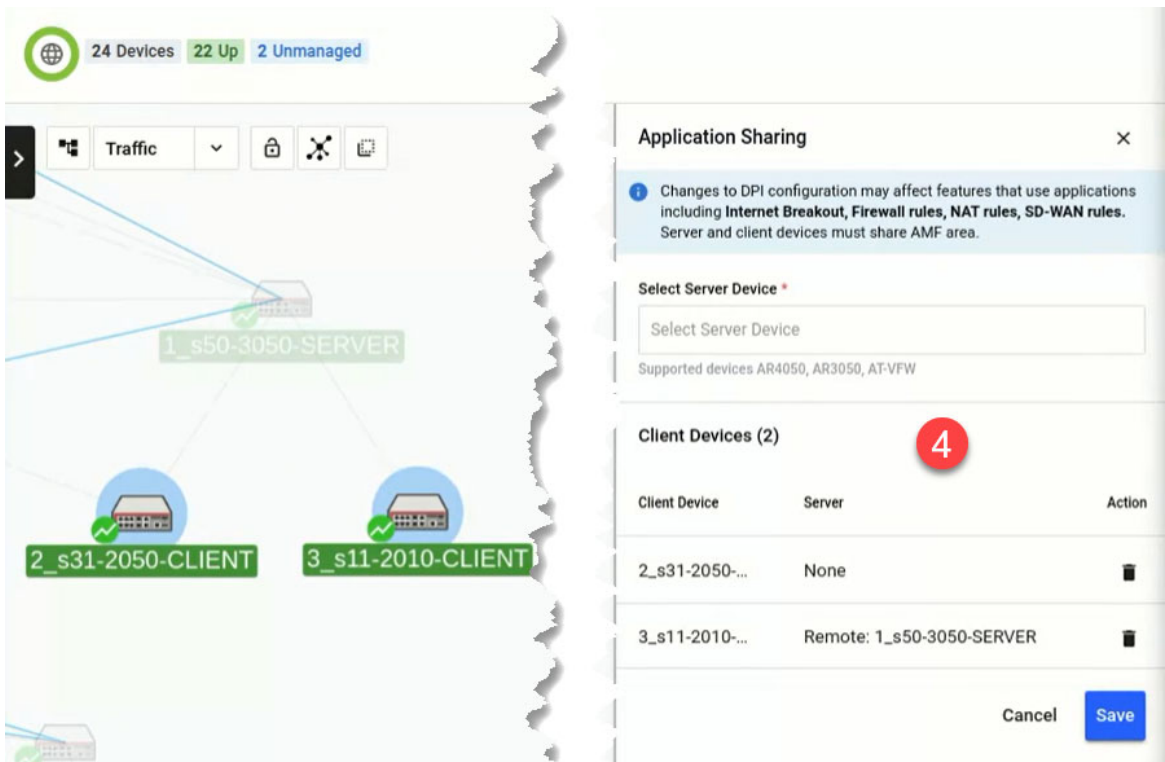 24 Devices 22 Up 2 Unmanaged
Traffic
1_s50-3050-SERVER
2_s31-2050-CLIENT
3_s11-2010-CLIENT
Application Sharing
Changes to DPI configuration may affect features that use applications
including Internet Breakout, Firewall rules, NAT rules, SD-WAN rules.
Server and client devices must share AMF area.
Select Server Device *
Select Server Device
Supported devices AR4050, AR3050, AT-VFW
Client Devices (2)
4
Client Device Server Action
2_s31-2050-... None
3_s11-2010-... Remote: 1_s50-3050-SERVER
Cancel Save